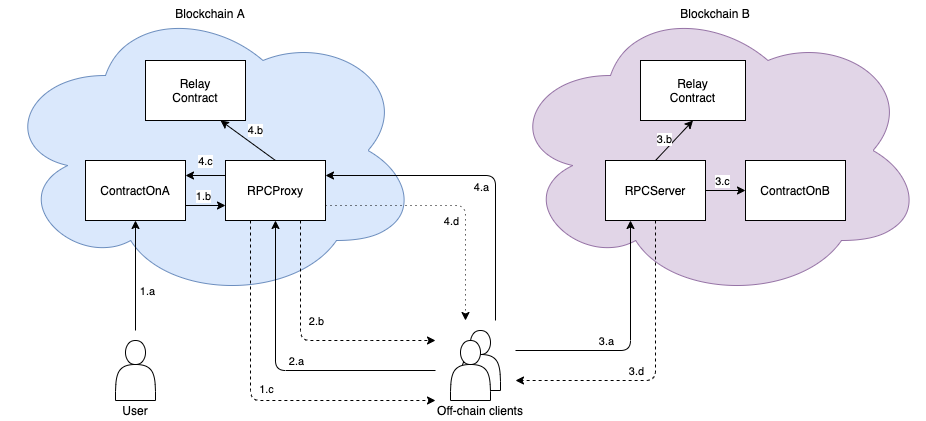 Blockchain A
Blockchain B
Relay
Contract
Relay
Contract
4.b
3.b
4.c
ContractOnA
1.b
RPCProxy
4.a
RPCServer
3.c
ContractOnB
4.d
1.a
2.b
3.a
2.a
3.d
1.c
User
Off-chain clients